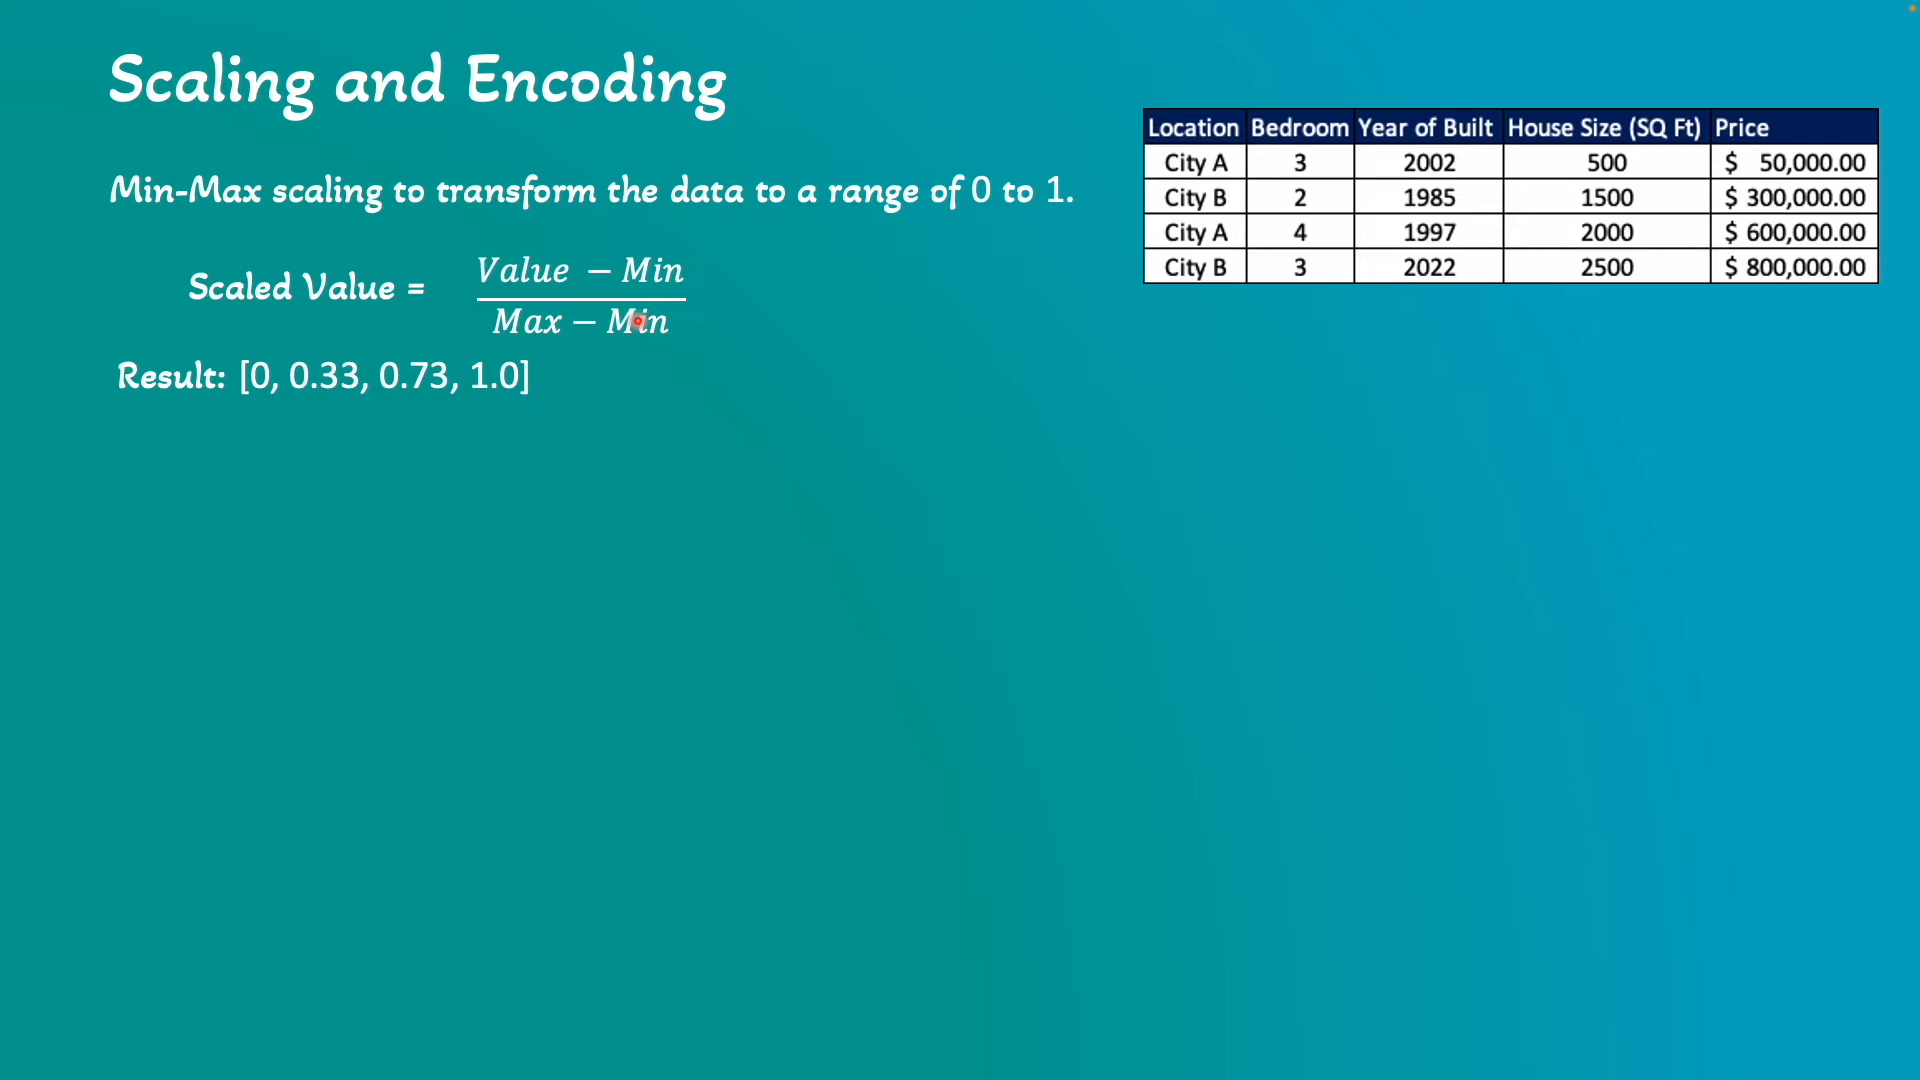 Scaling and Encoding
Min-Max scaling to transform the data to a range of 0 to 1.
Scaled Value =
Value − Min
Max − Min
Result: [0, 0.33, 0.73, 1.0]
Location Bedroom Year of Built House Size (SQ Ft) Price
City A 3 2002 500 $ 50,000.00
City B 2 1985 1500 $ 300,000.00
City A 4 1997 2000 $ 600,000.00
City B 3 2022 2500 $ 800,000.00